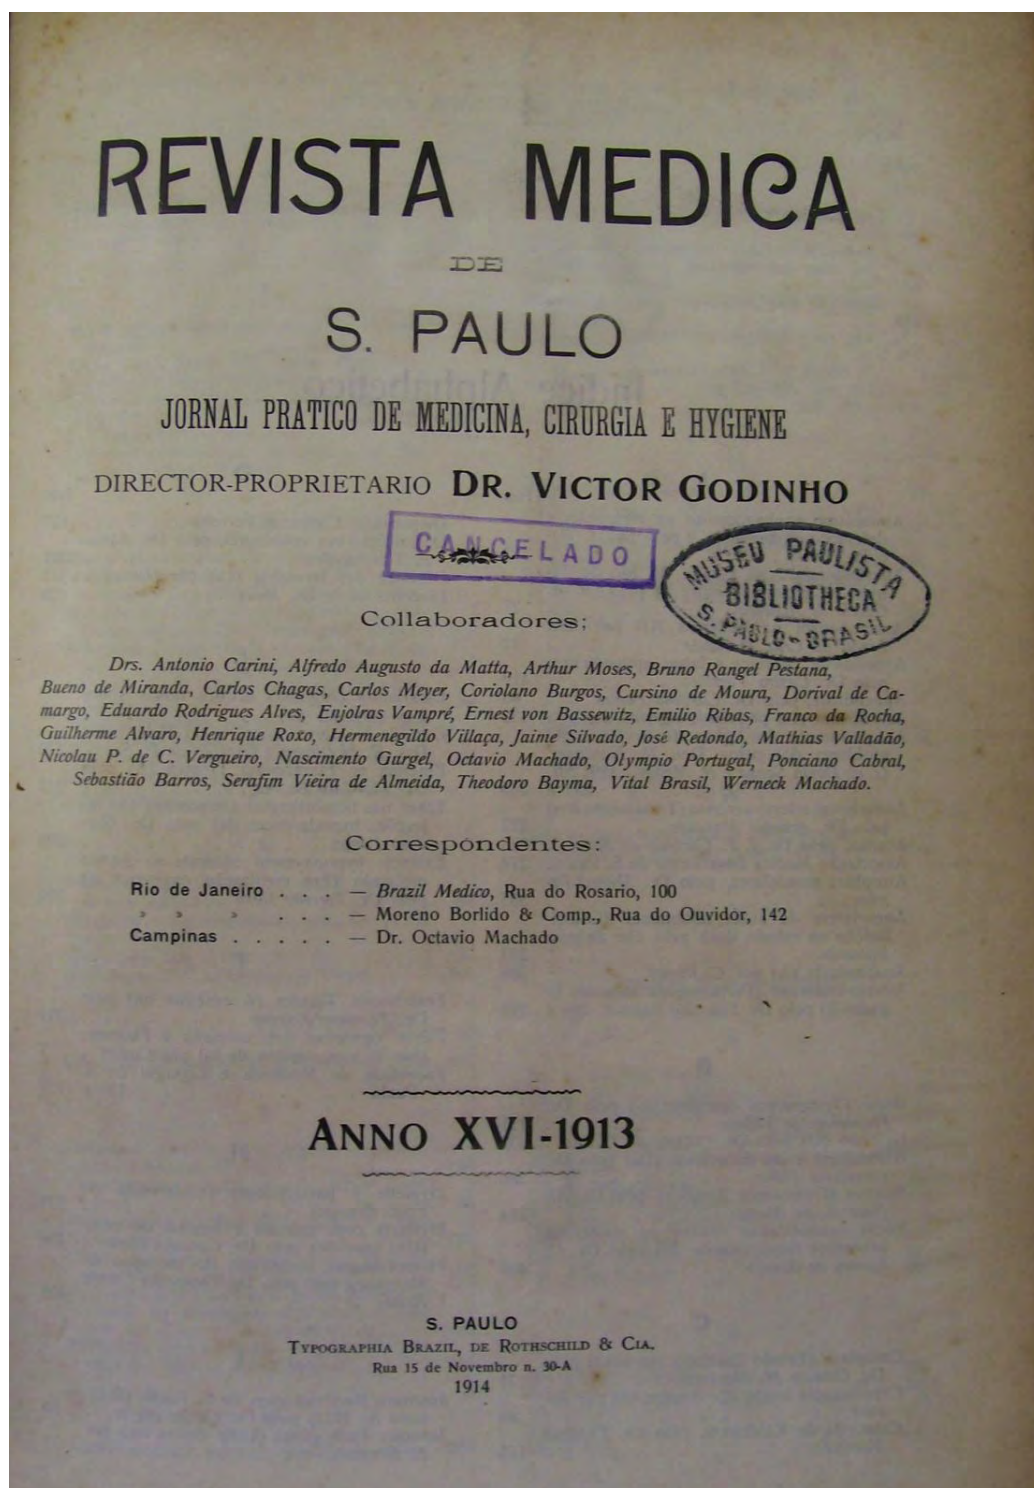 REVISTA MEDICA
DE
S. PAULO
JORNAL PRATICO DE MEDICINA, CIRURGIA E HYGIENE
DIRECTOR-PROPRIETARIO DR. VICTOR GODINHO
CANCELADO
MUSEU PAULISTA
BIBLIOTHECA
S. PAULO - BRASIL
Collaboradores:
Drs. Antonio Carini, Alfredo Augusto da Matta, Arthur Moses, Bruno Rangel Pestana,
Bueno de Miranda, Carlos Chagas, Carlos Meyer, Coriolano Burgos, Cursino de Moura, Dorival de Ca-
margo, Eduardo Rodrigues Alves, Enjolras Vampré, Ernest von Bassewitz, Emilio Ribas, Franco da Rocha,
Guilherme Alvaro, Henrique Roxo, Hermenegildo Villaça, Jaime Silvado, José Redondo, Mathias Valladão,
Nicolau P. de C. Vergueiro, Nascimento Gurgel, Octavio Machado, Olympio Portugal, Ponciano Cabral,
Sebastião Barros, Serafim Vieira de Almeida, Theodoro Bayma, Vital Brasil, Werneck Machado.
Correspondentes:
Rio de Janeiro . . . — Brazil Medico, Rua do Rosario, 100
» » » . . . — Moreno Borlido & Comp., Rua do Ouvidor, 142
Campinas . . . . . — Dr. Octavio Machado
ANNO XVI-1913
S. PAULO
TYPOGRAPHIA BRAZIL, DE ROTHSCHILD & CIA.
Rua 15 de Novembro n. 30-A
1914